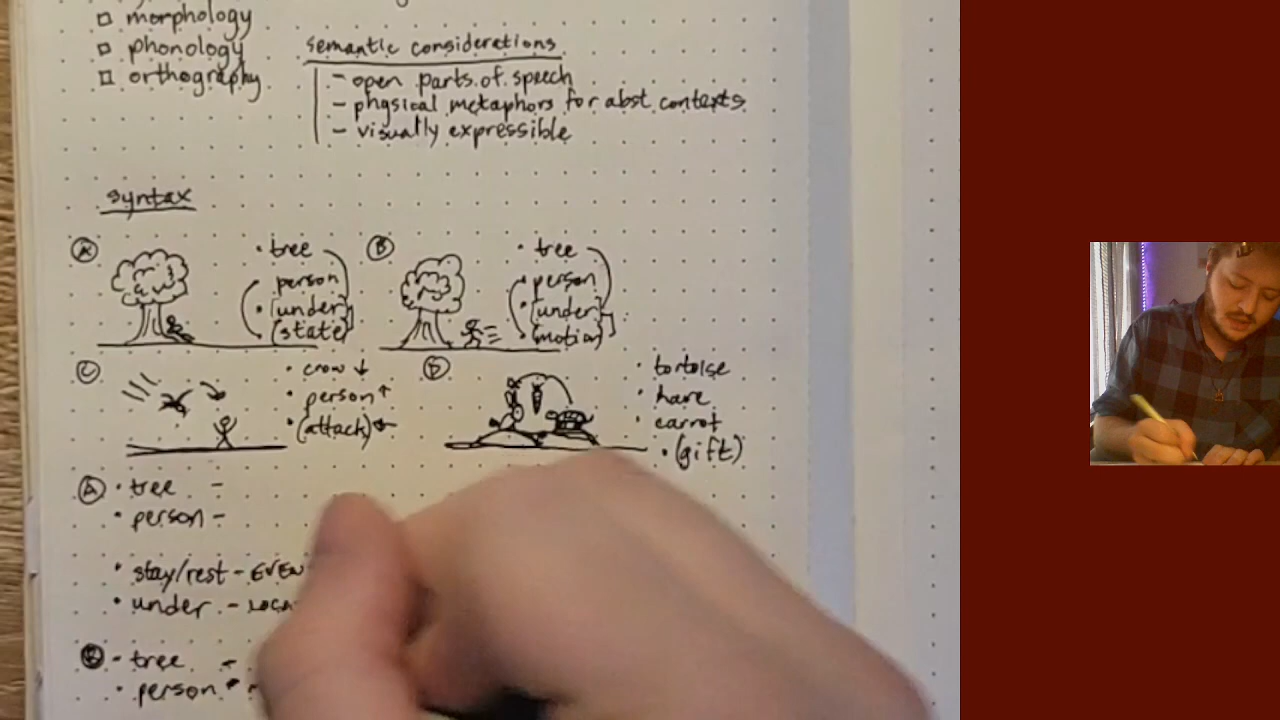 □ morphology
□ phonology
□ orthography
semantic considerations
- open parts of speech
- physical metaphors for abst. contexts
- visually expressible
syntax
Ⓐ
• tree
person
• (under)
(state)
Ⓑ
• tree
• person
• (under)
• (motion)
Ⓒ
• crow ↓
• person ↑
• (attack)
Ⓓ
• tortoise
• hare
• carrot
• (gift)
Ⓐ • tree -
• person -
• stay/rest - EVEN
• under - LOCA
Ⓑ - tree -
• person